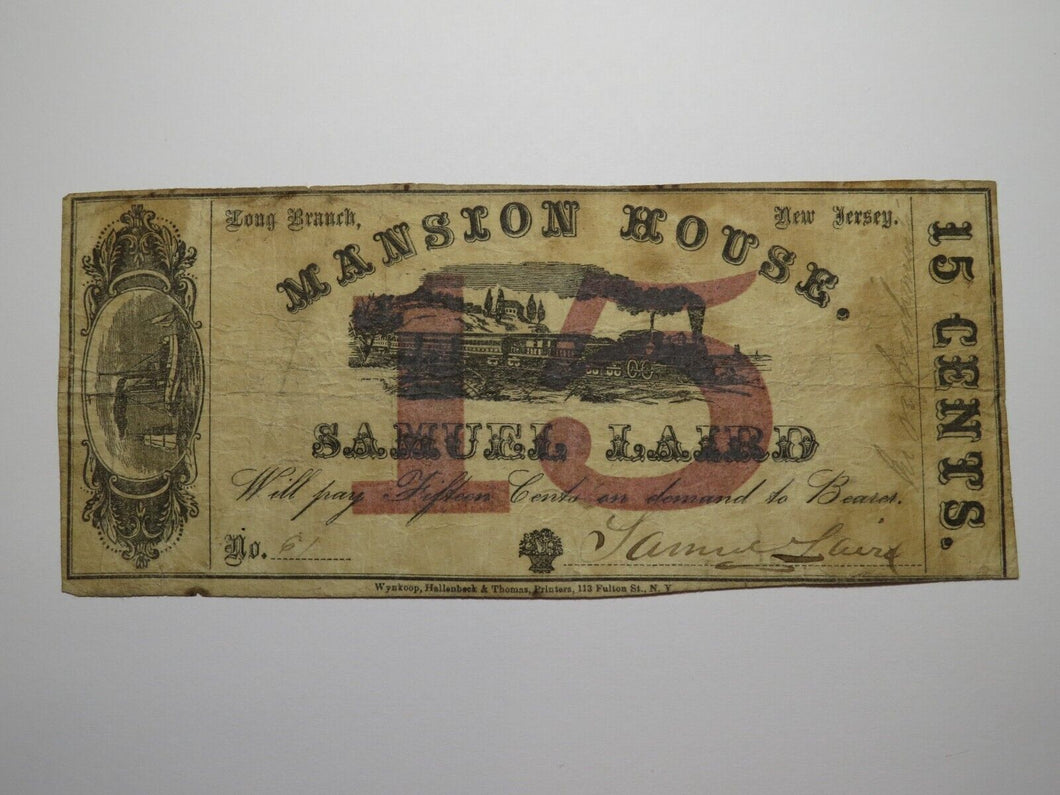 Long Branch, New Jersey.
MANSION HOUSE.
15
SAMUEL LAIRD
Will pay Fifteen Cents on demand to Bearer.
No. 61
Samuel Laird
15 CENTS.
Wynkoop, Hallenbeck & Thomas, Printers, 113 Fulton St., N. Y